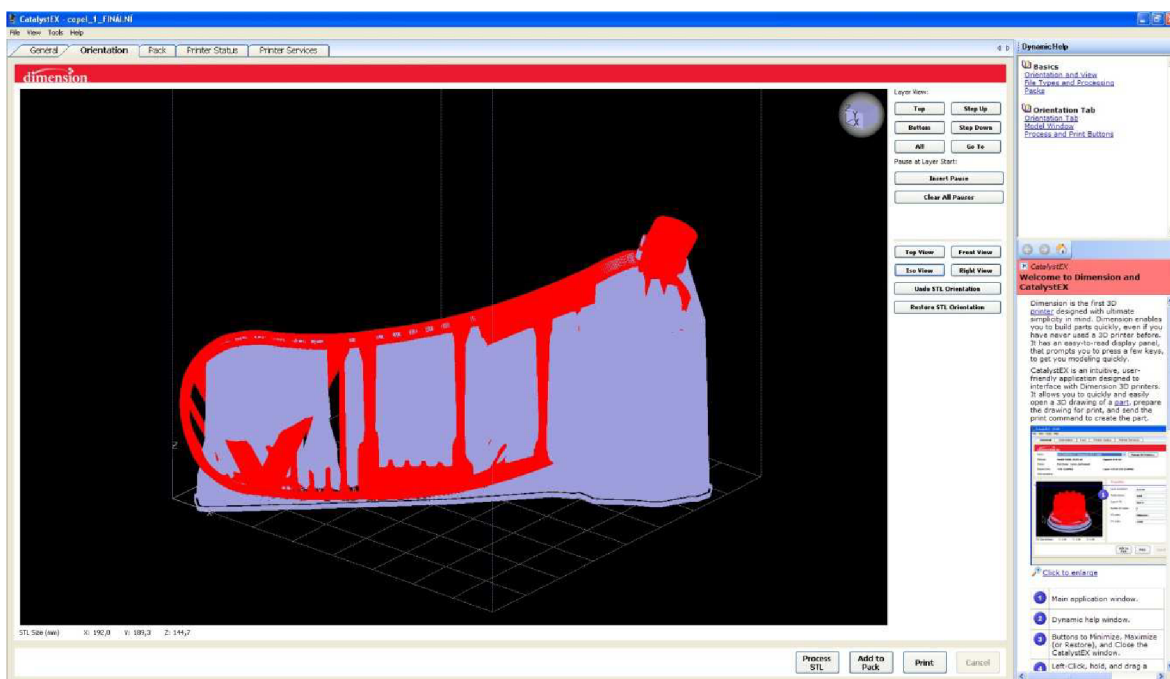 CatalystEX - cepel_1_FINALNI
File View Tools Help
General Orientation Pack Printer Status Printer Services
dimension
Layer View:
Top Step Up
Bottom Step Down
All Go To
Pause at Layer Start:
Insert Pause
Clear All Pauses
Top View Front View
Iso View Right View
Undo STL Orientation
Restore STL Orientation
Z
STL Size (mm) X: 192,0 Y: 189,3 Z: 144,7
Process STL
Add to Pack
Print
Cancel
Dynamic Help
Basics
Orientation and View
File Types and Processing
Packs
Orientation Tab
Orientation Tab
Model Window
Process and Print Buttons
CatalystEX
Welcome to Dimension and
CatalystEX
Dimension is the first 3D
printer designed with ultimate
simplicity in mind. Dimension enables
you to build parts quickly, even if you
have never used a 3D printer before.
It has an easy-to-read display panel,
that prompts you to press a few keys,
to get you modeling quickly.
CatalystEX is an intuitive, user-
friendly application designed to
interface with Dimension 3D printers.
It allows you to quickly and easily
open a 3D drawing of a part, prepare
the drawing for print, and send the
print command to create the part.
Click to enlarge
1 Main application window.
2 Dynamic help window.
3 Buttons to Minimize, Maximize
(or Restore), and Close the
CatalystEX window.
4 Left-Click, hold, and drag a